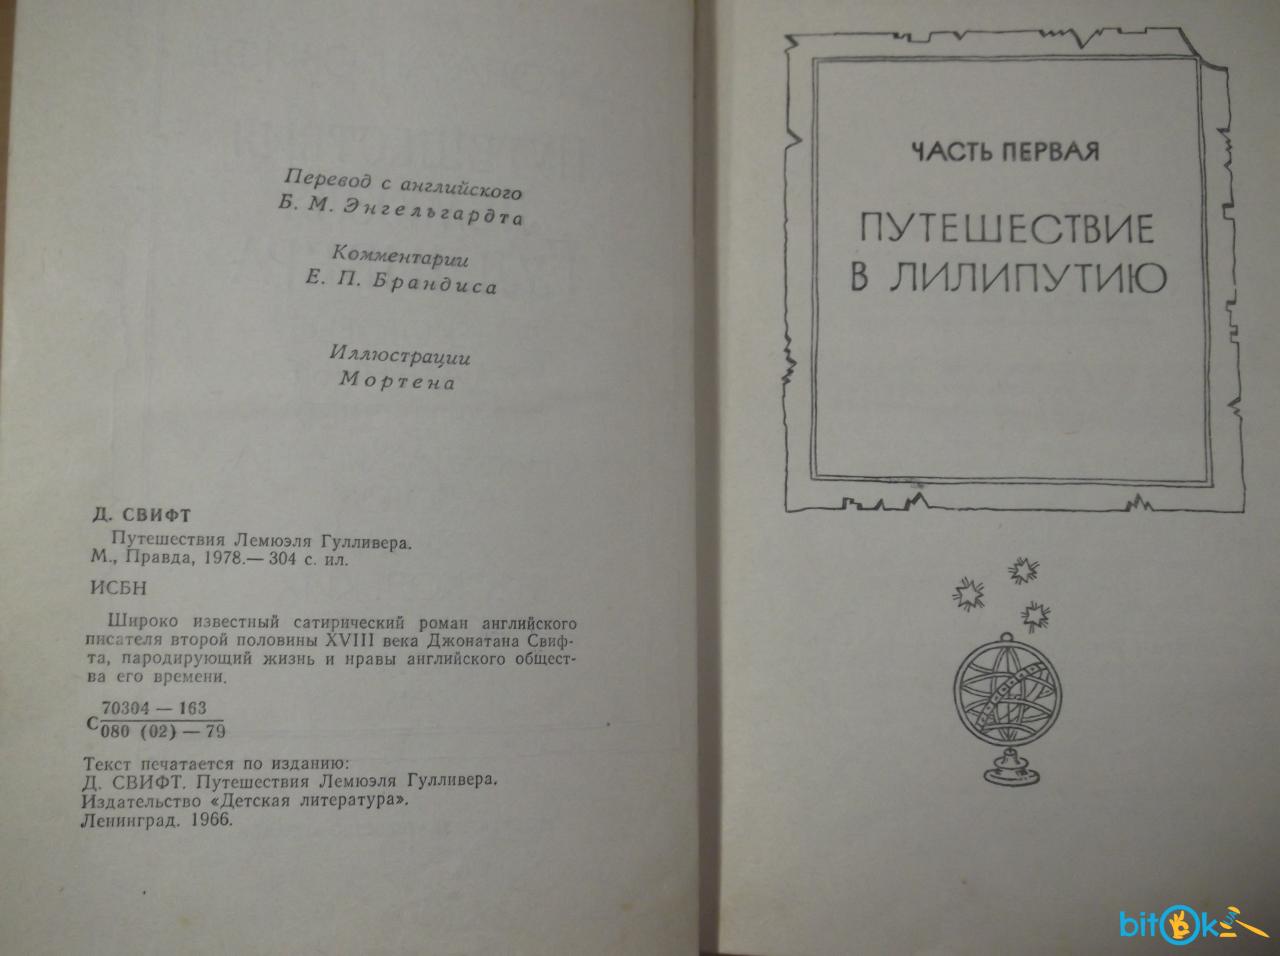 Перевод с английского
Б. М. Энгельгардта
Комментарии
Е. П. Брандиса
Иллюстрации
Мортена
Д. СВИФТ
Путешествия Лемюэля Гулливера.
М., Правда, 1978.— 304 с. ил.
ИСБН
Широко известный сатирический роман английского
писателя второй половины XVIII века Джонатана Свиф-
та, пародирующий жизнь и нравы английского общест-
ва его времени.
70304 — 163
С
080 (02) — 79
Текст печатается по изданию:
Д. СВИФТ. Путешествия Лемюэля Гулливера.
Издательство «Детская литература».
Ленинград. 1966.
ЧАСТЬ ПЕРВАЯ
ПУТЕШЕСТВИЕ
В ЛИЛИПУТИЮ
bitok